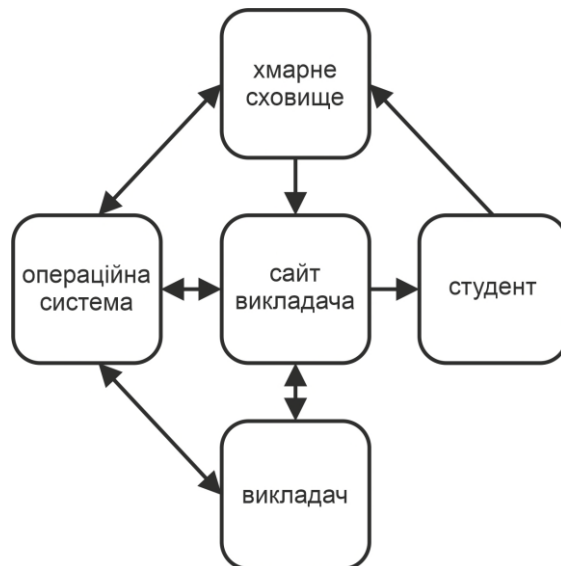 хмарне
сховище
операційна
система
сайт
викладача
студент
викладач